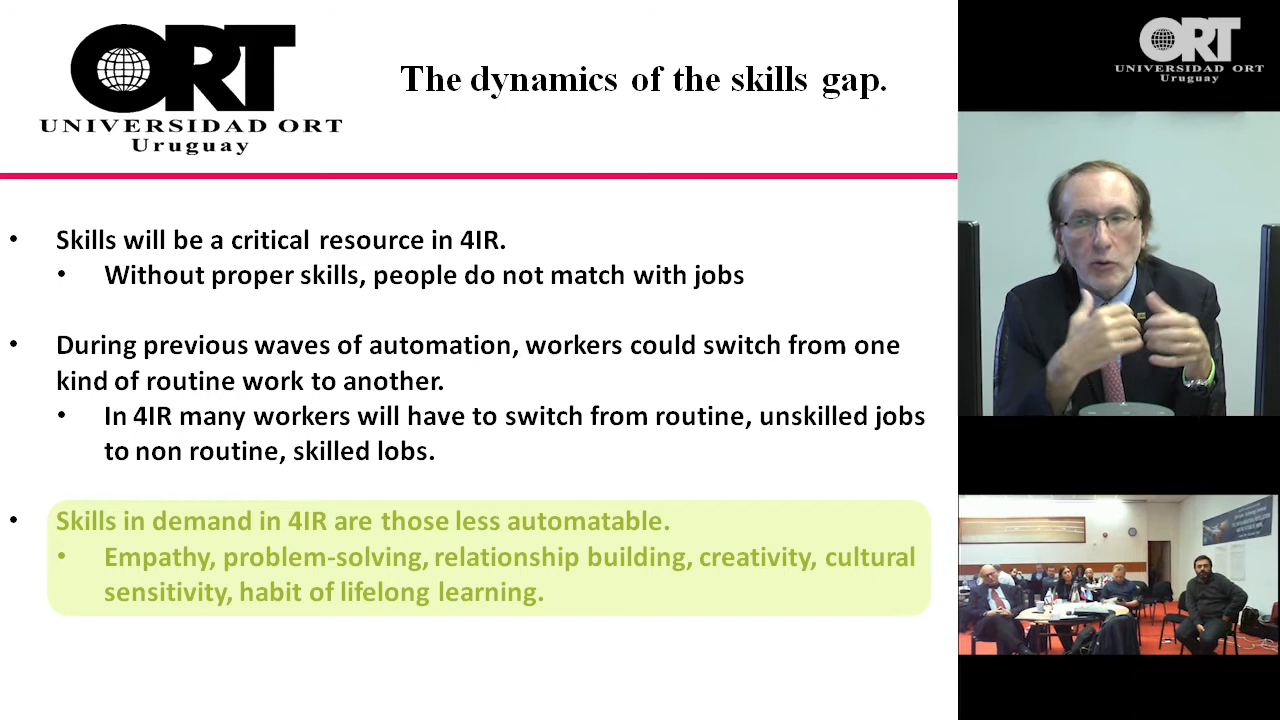 ORT
UNIVERSIDAD ORT
Uruguay
The dynamics of the skills gap.
• Skills will be a critical resource in 4IR.
• Without proper skills, people do not match with jobs
• During previous waves of automation, workers could switch from one
kind of routine work to another.
• In 4IR many workers will have to switch from routine, unskilled jobs
to non routine, skilled lobs.
• Skills in demand in 4IR are those less automatable.
• Empathy, problem-solving, relationship building, creativity, cultural
sensitivity, habit of lifelong learning.
ORT
UNIVERSIDAD ORT
Uruguay